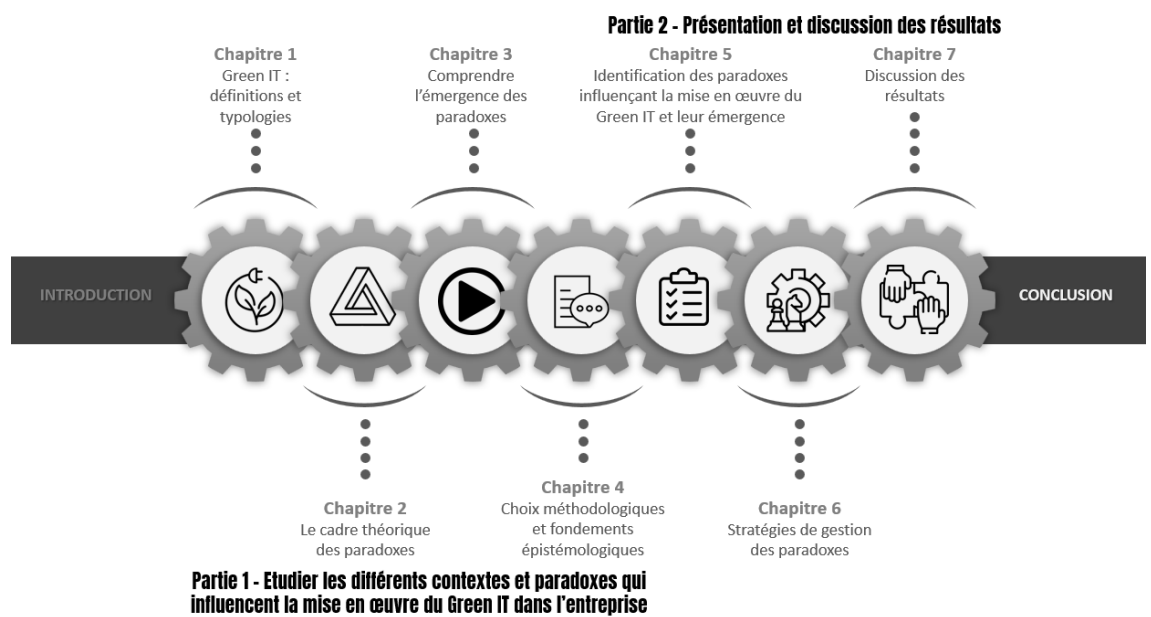 Partie 2 - Présentation et discussion des résultats
Chapitre 1
Green IT :
définitions et
typologies
Chapitre 3
Comprendre
l'émergence des
paradoxes
Chapitre 5
Identification des paradoxes
influençant la mise en œuvre du
Green IT et leur émergence
Chapitre 7
Discussion des
résultats
INTRODUCTION
CONCLUSION
Chapitre 2
Le cadre théorique
des paradoxes
Chapitre 4
Choix méthodologiques
et fondements
épistémologiques
Chapitre 6
Stratégies de gestion
des paradoxes
Partie 1 - Etudier les différents contextes et paradoxes qui
influencent la mise en œuvre du Green IT dans l'entreprise